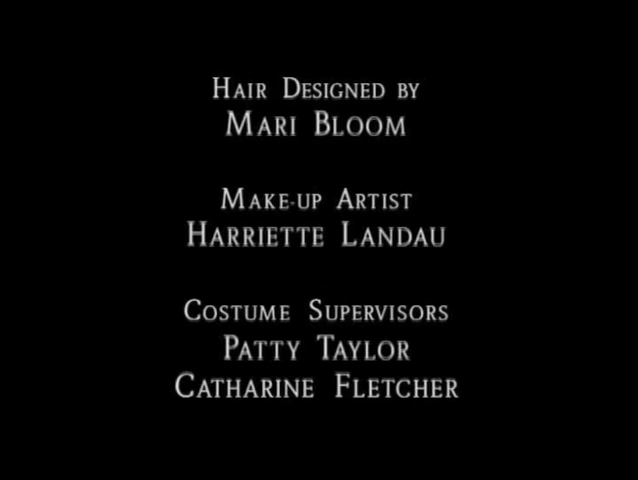 Hair Designed by
Mari Bloom
Make-up Artist
Harriette Landau
Costume Supervisors
Patty Taylor
Catharine Fletcher